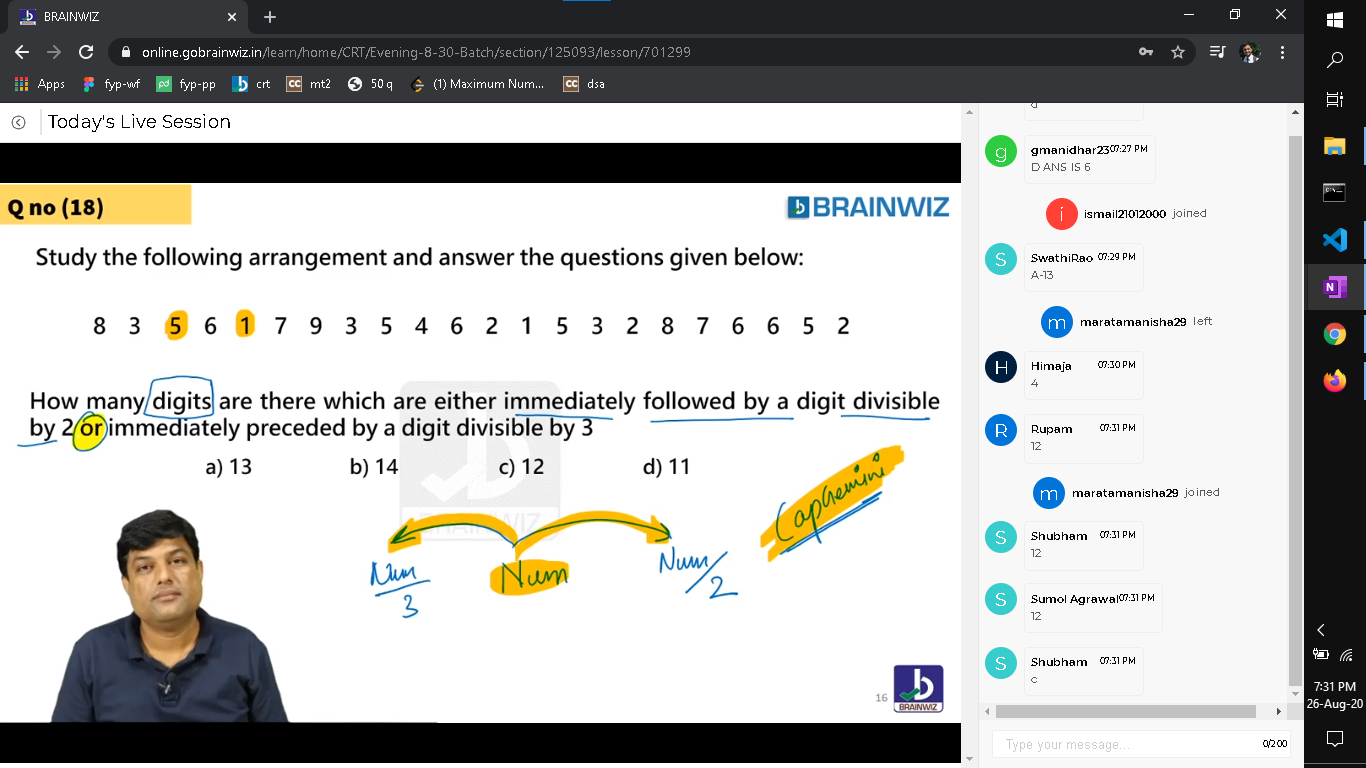 BRAINWIZ
online.gobrainwiz.in/learn/home/CRT/Evening-8-30-Batch/section/125093/lesson/701299
Apps fyp-wf fyp-pp crt CC mt2 50 q (1) Maximum Num... CC dsa
Today's Live Session
Q no (18)
BRAINWIZ
Study the following arrangement and answer the questions given below:
8 3 5 6 1 7 9 3 5 4 6 2 1 5 3 2 8 7 6 6 5 2
How many digits are there which are either immediately followed by a digit divisible
by 2 or immediately preceded by a digit divisible by 3
a) 13 b) 14 c) 12 d) 11
Capgemini
BRAINWIZ
Num Num Num
3 2
16
BRAINWIZ
d
g
gmanidhar23 07:27 PM
D ANS IS 6
i
ismail21012000 joined
S
SwathiRao 07:29 PM
A-13
m
maratamanisha29 left
H
Himaja 07:30 PM
4
R
Rupam 07:31 PM
12
m
maratamanisha29 joined
S
Shubham 07:31 PM
12
S
Sumol Agrawal 07:31 PM
12
S
Shubham 07:31 PM
c
Type your message... 0/200
7:31 PM
26-Aug-20